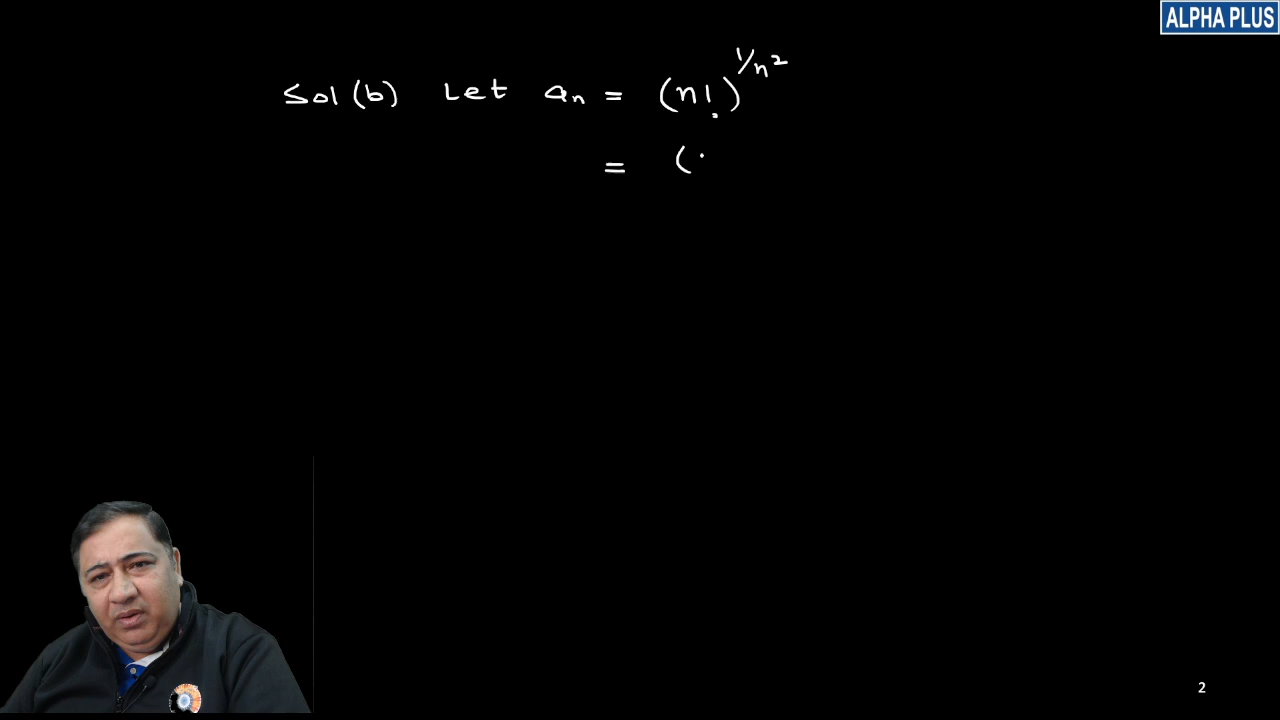 ALPHA PLUS
Sol (b) Let aₙ = (n!)^1/n²
= (.
2